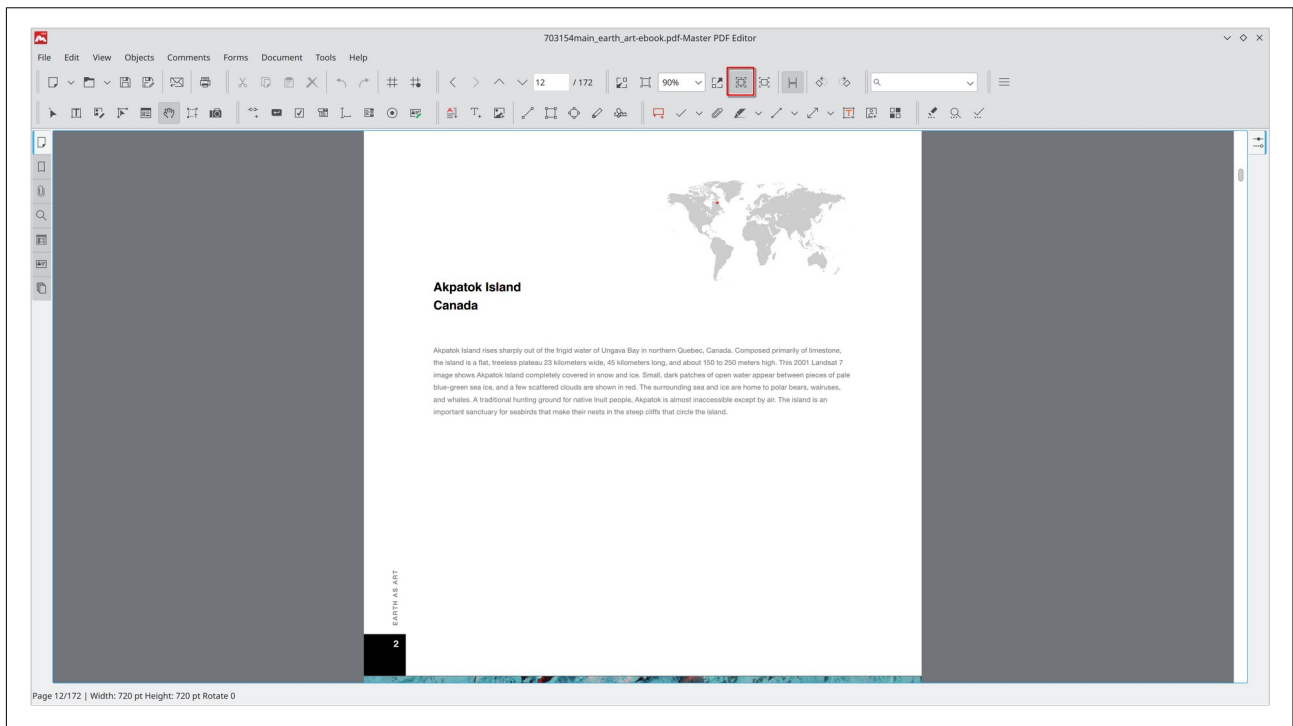 703154main_earth_art-ebook.pdf-Master PDF Editor
File Edit View Objects Comments Forms Document Tools Help
12 / 172 90%
Akpatok Island
Canada
Akpatok Island rises sharply out of the frigid water of Ungava Bay in northern Quebec, Canada. Composed primarily of limestone,
the island is a flat, treeless plateau 23 kilometers wide, 45 kilometers long, and about 150 to 250 meters high. This 2001 Landsat 7
image shows Akpatok Island completely covered in snow and ice. Small, dark patches of open water appear between pieces of pale
blue-green sea ice, and a few scattered clouds are shown in red. The surrounding sea and ice are home to polar bears, walruses,
and whales. A traditional hunting ground for native Inuit people, Akpatok is almost inaccessible except by air. The island is an
important sanctuary for seabirds that make their nests in the steep cliffs that circle the island.
EARTH AS ART
2
Page 12/172 | Width: 720 pt Height: 720 pt Rotate 0